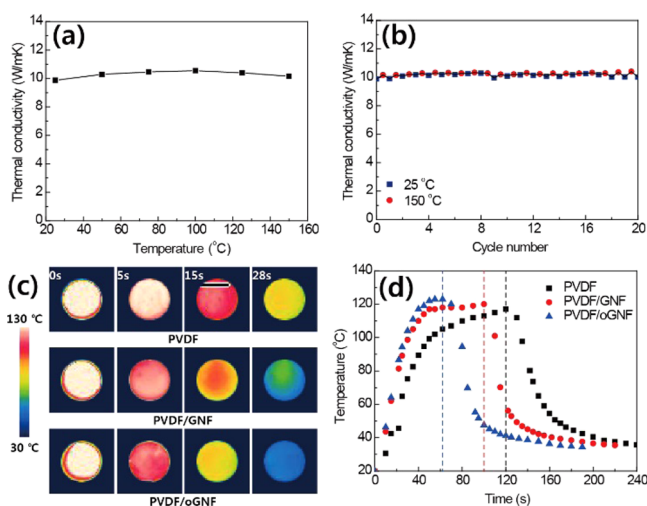 (a)
Thermal conductivity (W/mK)
14
12
10
8
6
4
2
0
20 40 60 80 100 120 140 160
Temperature (°C)
(b)
Thermal conductivity (W/mK)
14
12
10
8
6
4
2
0
25 °C
150 °C
0 4 8 12 16 20
Cycle number
(c)
0s 5s 15s 28s
130 ℃
30 ℃
PVDF
PVDF/GNF
PVDF/oGNF
(d)
Temperature (°C)
140
120
100
80
60
40
20
PVDF
PVDF/GNF
PVDF/oGNF
0 40 80 120 160 200 240
Time (s)